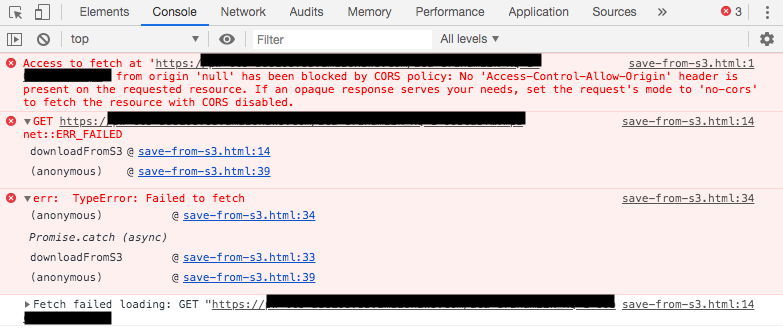 Elements Console Network Audits Memory Performance Application Sources » 3
top Filter All levels
Access to fetch at 'https:/ save-from-s3.html:1
from origin 'null' has been blocked by CORS policy: No 'Access-Control-Allow-Origin' header is
present on the requested resource. If an opaque response serves your needs, set the request's mode to 'no-cors'
to fetch the resource with CORS disabled.
GET https:/ save-from-s3.html:14
net::ERR_FAILED
downloadFromS3 @ save-from-s3.html:14
(anonymous) @ save-from-s3.html:39
err: TypeError: Failed to fetch save-from-s3.html:34
(anonymous) @ save-from-s3.html:34
Promise.catch (async)
downloadFromS3 @ save-from-s3.html:33
(anonymous) @ save-from-s3.html:39
Fetch failed loading: GET "https:/ save-from-s3.html:14